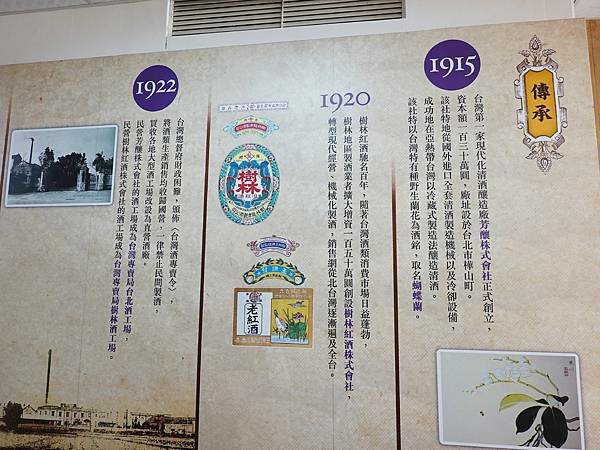 傳承
1915
台灣第一家現代化清酒釀造廠芳釀株式會社正式創立，
資本額一百三十萬圓，廠址設於台北市樺山町。
該社特地從國外進口全套清酒製造機械以及冷卻設備，
成功地在亞熱帶台灣以冷藏式製造法釀造清酒。
該社特以台灣特有種野生蘭花為酒銘，取名蝴蝶蘭。
1920
樹林紅酒馳名百年，隨著台灣酒類消費市場日益蓬勃，
樹林地區製酒業者擴大增資一百五十萬圓創設樹林紅酒株式會社，
轉型現代經營、機械化製酒，銷售網從北台灣逐漸遍及全台。
樹林
老紅酒
1922
台灣總督府財政困難，頒佈〈台灣酒專賣令〉，
將酒類生產銷售均收歸國營，一律禁止民間製酒，
買收各地大型酒工場改設為直營酒廠。
民營芳釀株式會社的酒工場成為台灣專賣局台北酒工場，
民營樹林紅酒株式會社的酒工場成為台灣專賣局樹林酒工場。